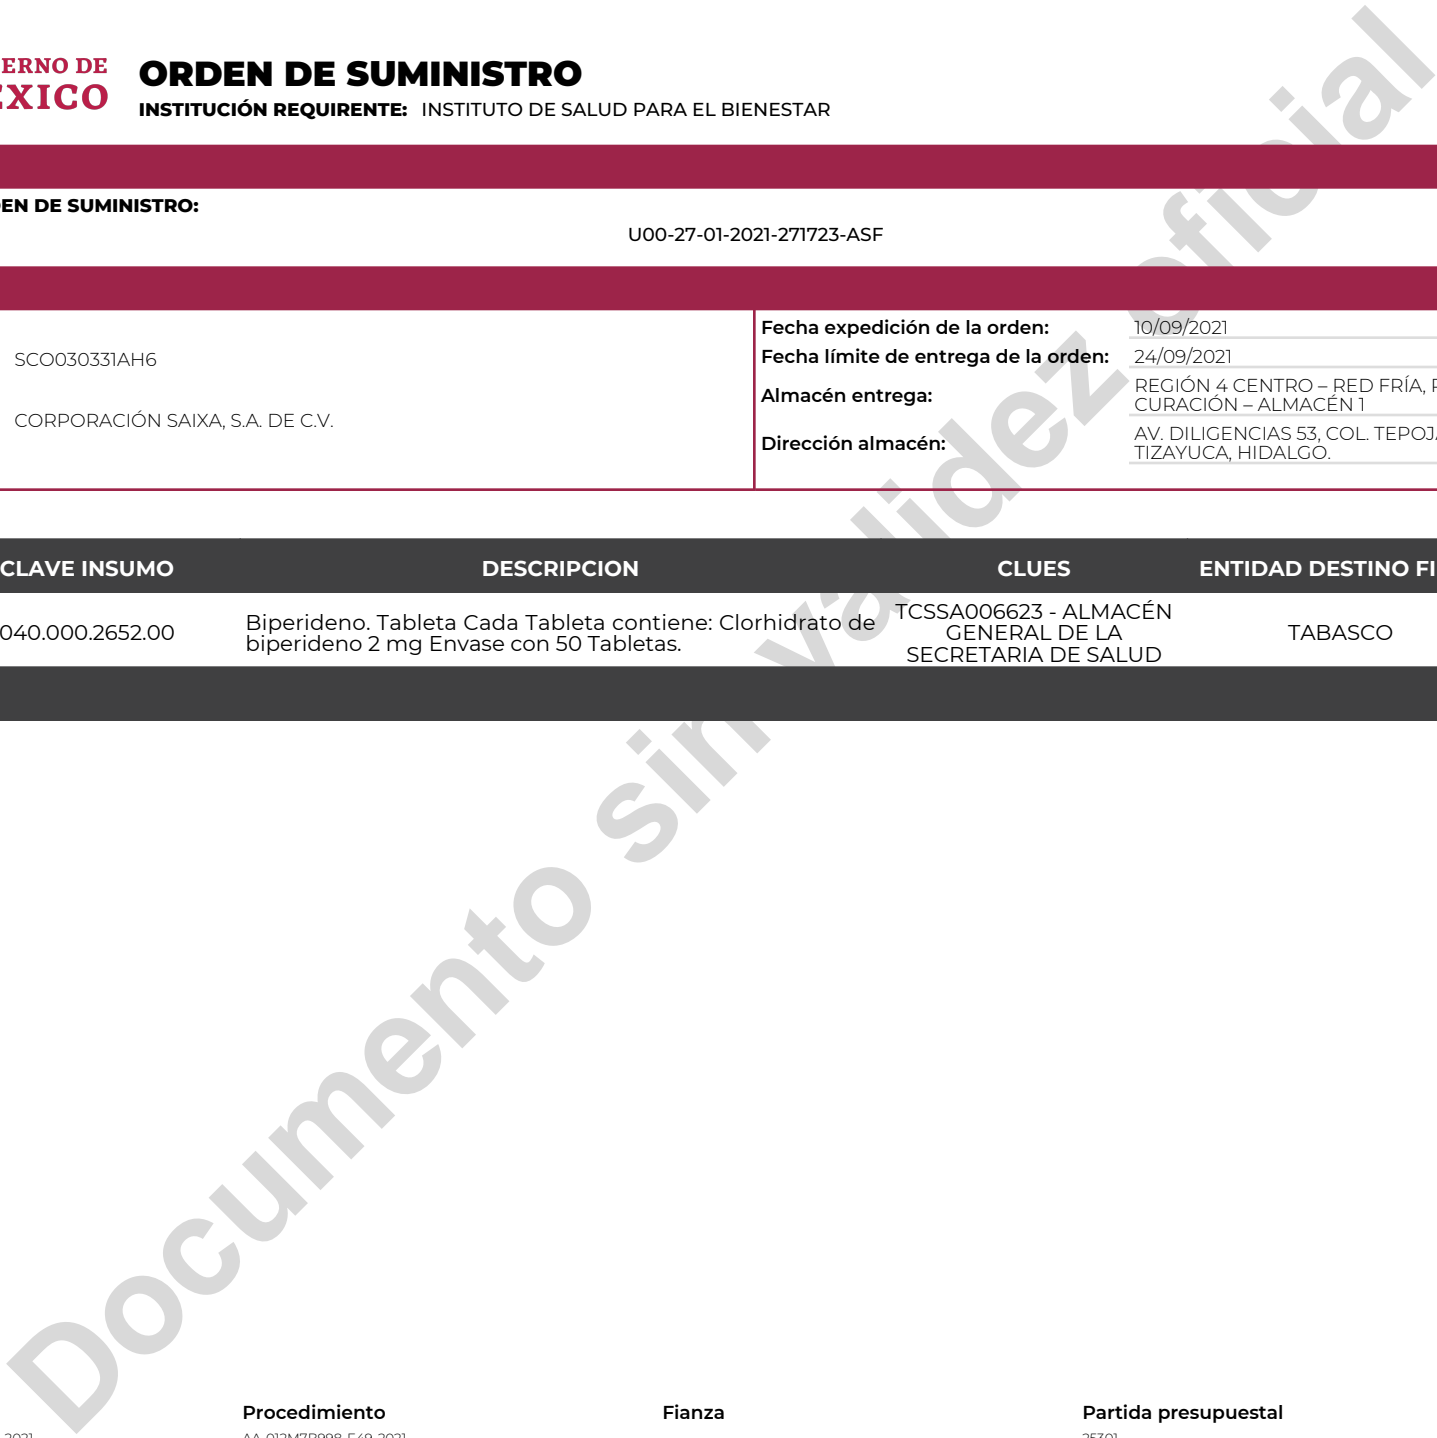 ERNO DE
EXICO
ORDEN DE SUMINISTRO
INSTITUCIÓN REQUIRENTE: INSTITUTO DE SALUD PARA EL BIENESTAR
EN DE SUMINISTRO:
U00-27-01-2021-271723-ASF
SCO030331AH6
CORPORACIÓN SAIXA, S.A. DE C.V.
Fecha expedición de la orden: 10/09/2021
Fecha límite de entrega de la orden: 24/09/2021
Almacén entrega: REGIÓN 4 CENTRO – RED FRÍA,
CURACIÓN – ALMACÉN 1
Dirección almacén: AV. DILIGENCIAS 53, COL. TEPOJ
TIZAYUCA, HIDALGO.
CLAVE INSUMO DESCRIPCION CLUES ENTIDAD DESTINO FI
040.000.2652.00
Biperideno. Tableta Cada Tableta contiene: Clorhidrato de
biperideno 2 mg Envase con 50 Tabletas.
TCSSA006623 - ALMACÉN
GENERAL DE LA
SECRETARIA DE SALUD
TABASCO
Documento sin validez oficial
Procedimiento Fianza Partida presupuestal